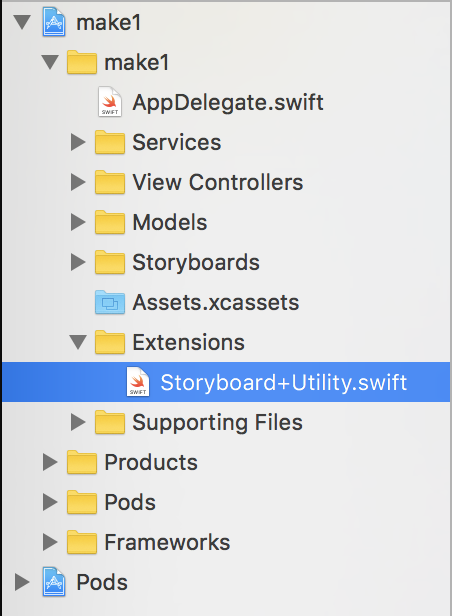 make1
make1
AppDelegate.swift
Services
View Controllers
Models
Storyboards
Assets.xcassets
Extensions
Storyboard+Utility.swift
Supporting Files
Products
Pods
Frameworks
Pods